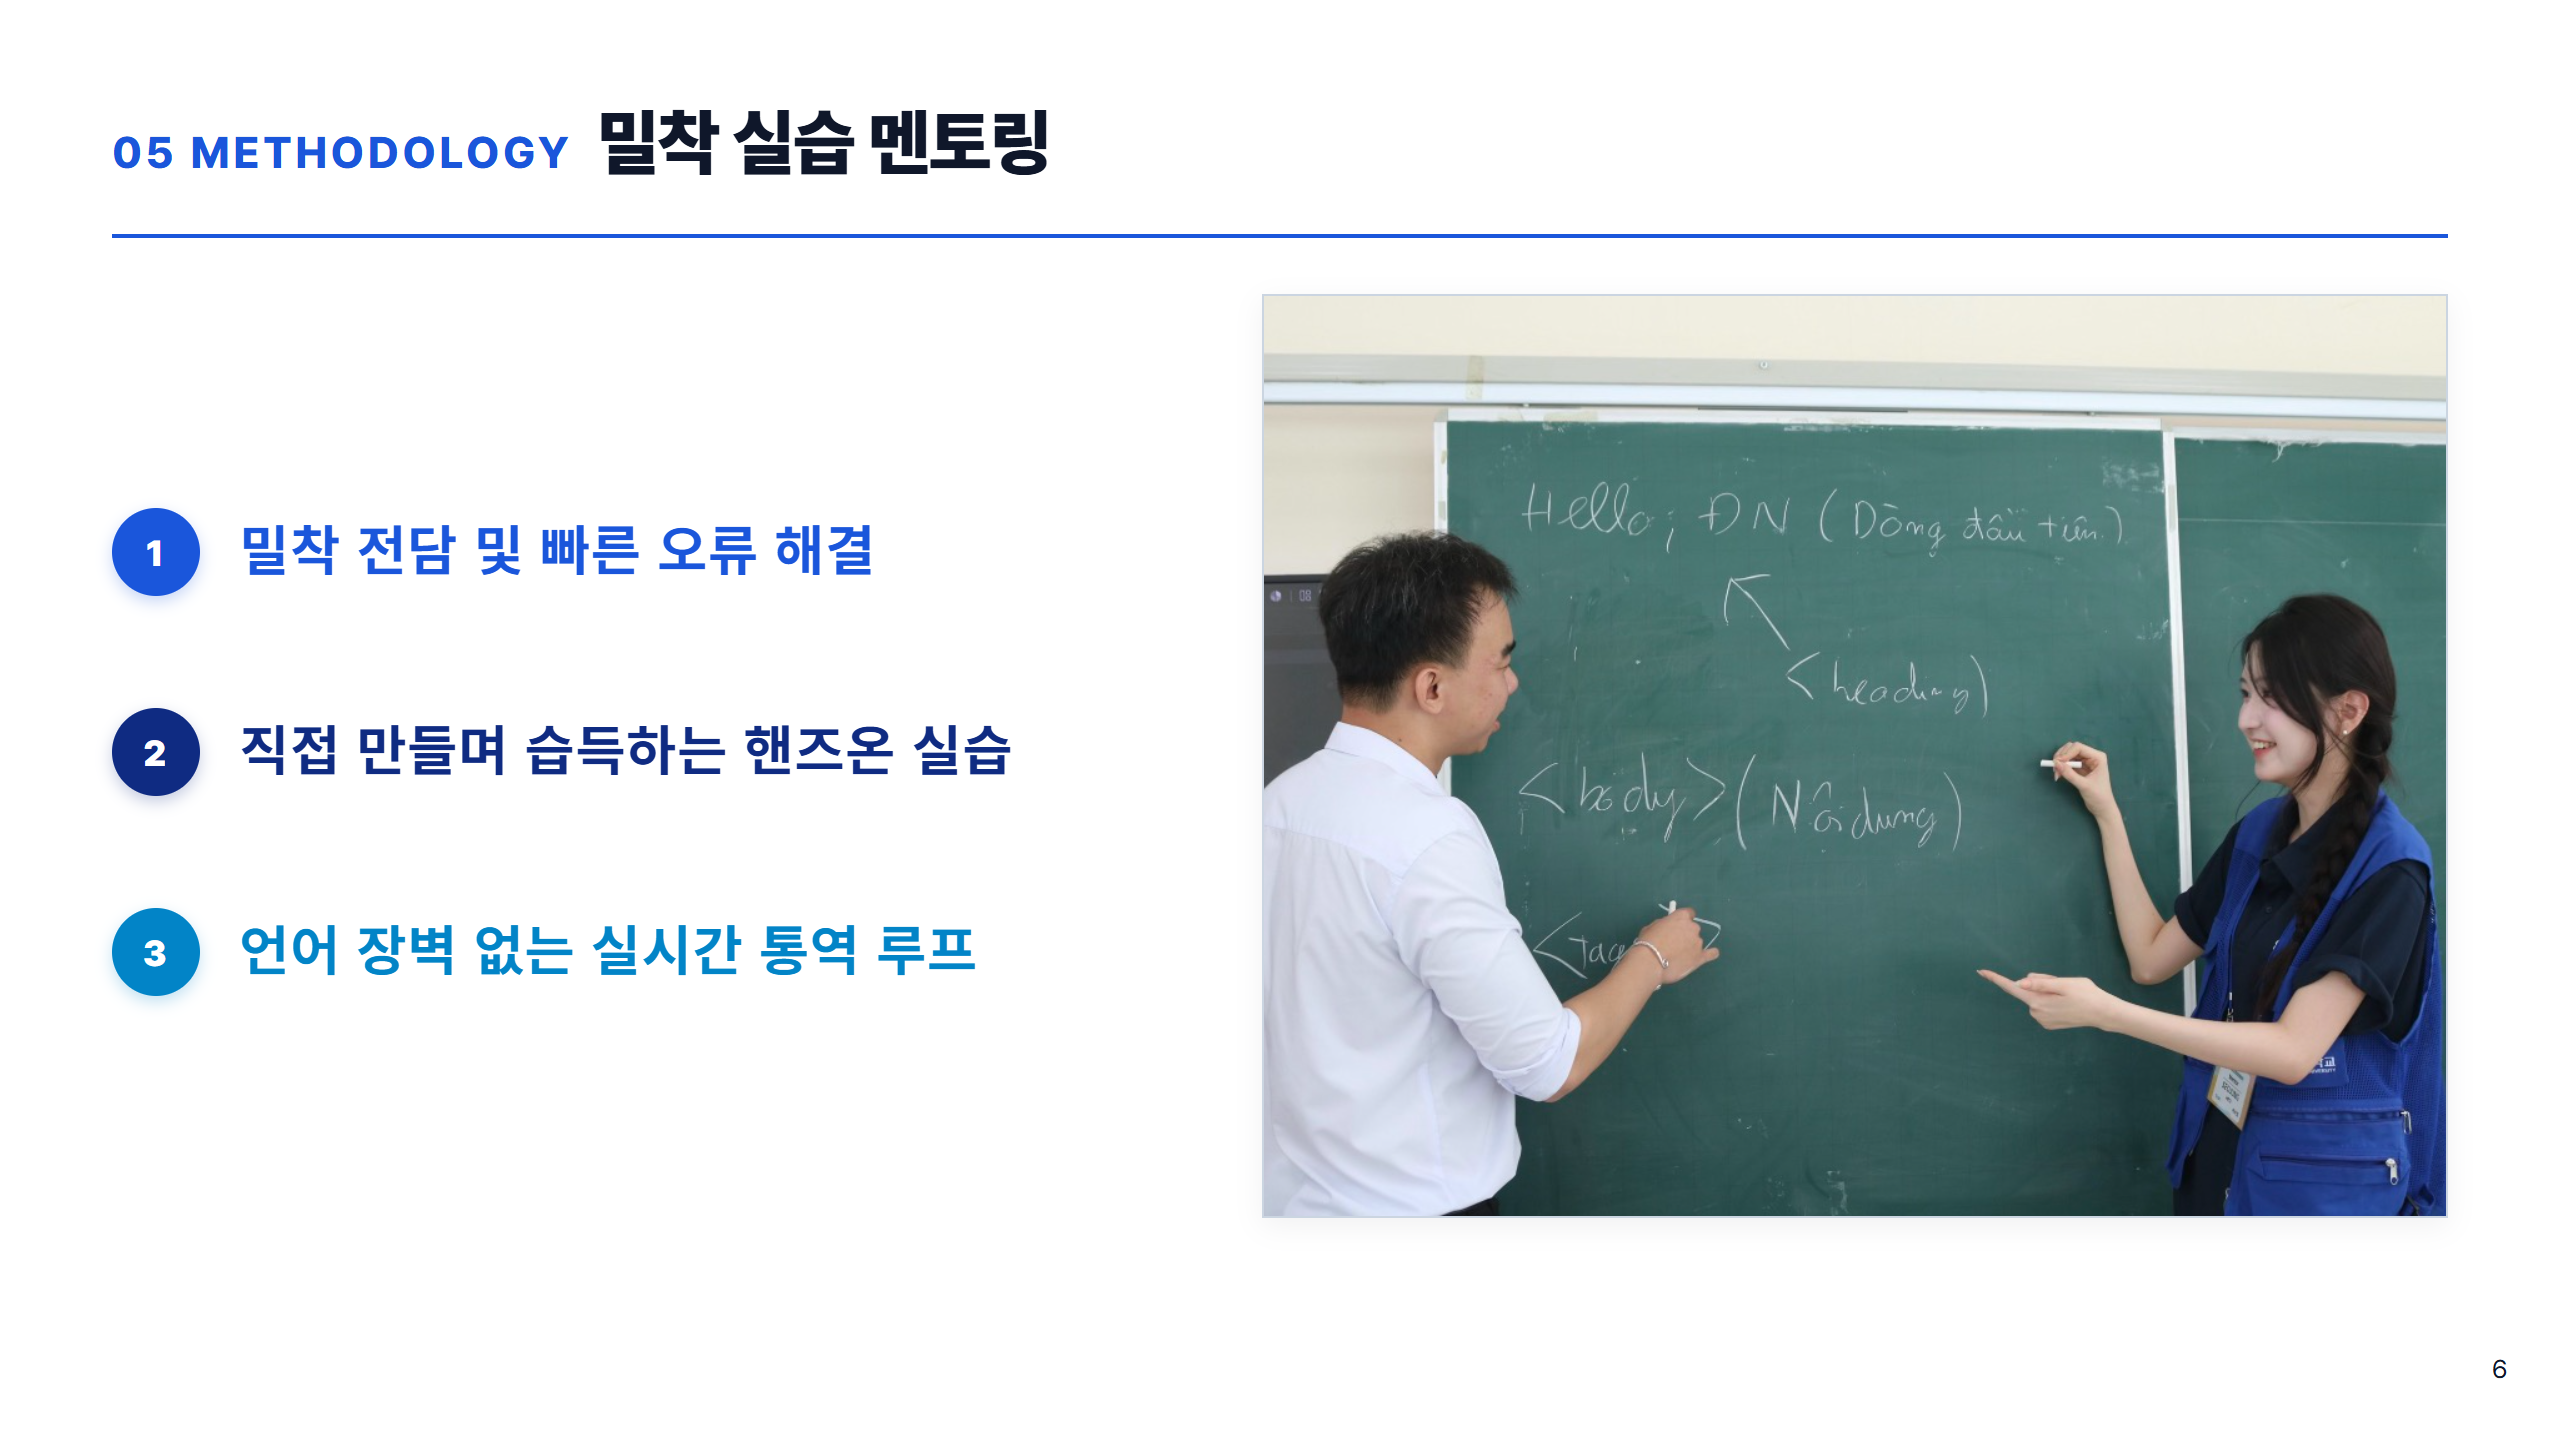 05 METHODOLOGY 밀착 실습 멘토링
1 밀착 전담 및 빠른 오류 해결
2 직접 만들며 습득하는 핸즈온 실습
3 언어 장벽 없는 실시간 통역 루프
Hello; ĐN (Dòng đầu tiên)
<heading)
<body> (Nội dung)
08
6